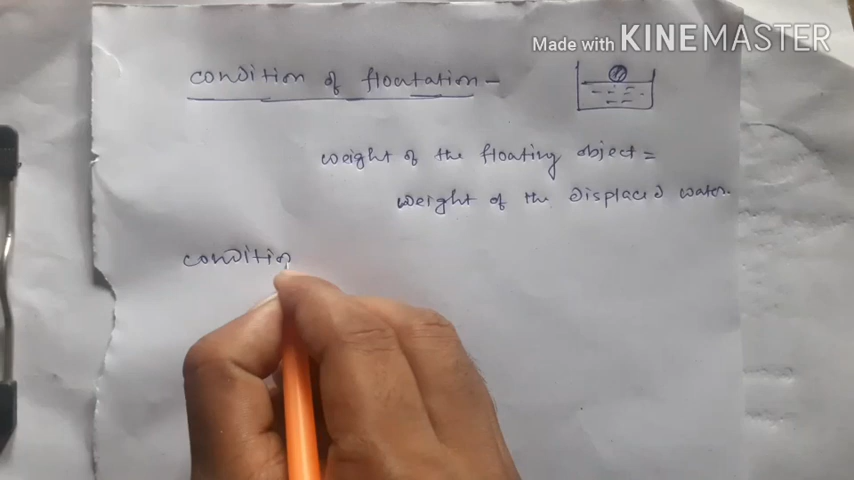 Made with KINEMASTER
condition of floatation -
weight of the floating object =
weight of the displaced water.
condition